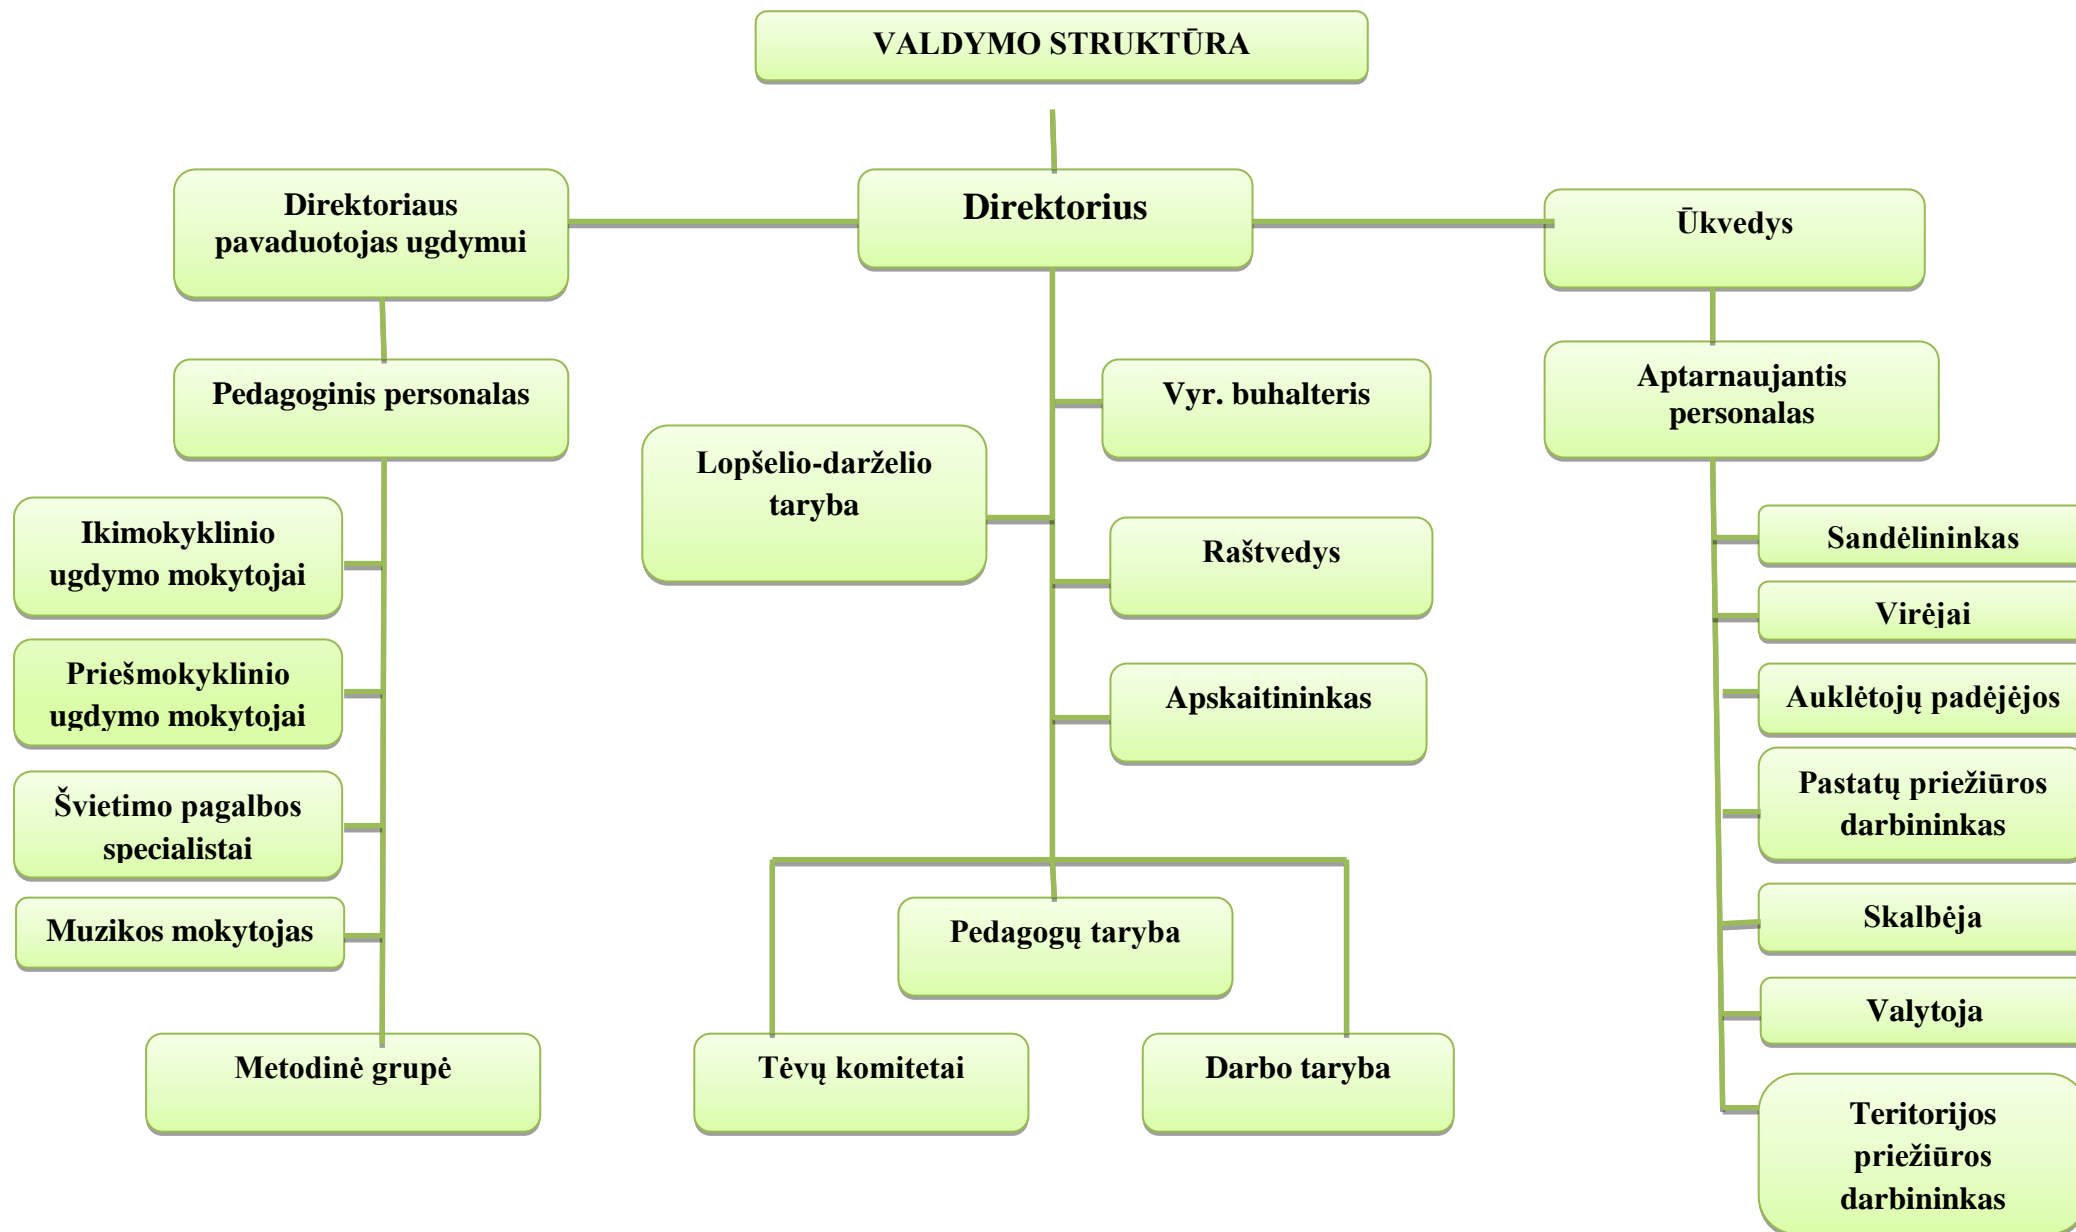 VALDYMO STRUKTŪRA
Direktoriaus
pavaduotojas ugdymui
Direktorius
Ūkvedys
Pedagoginis personalas
Ikimokyklinio
ugdymo mokytojai
Priešmokyklinio
ugdymo mokytojai
Švietimo pagalbos
specialistai
Muzikos mokytojas
Metodinė grupė
Vyr. buhalteris
Lopšelio-darželio
taryba
Raštvedys
Apskaitininkas
Pedagogų taryba
Tėvų komitetai
Darbo taryba
Aptarnaujantis
personalas
Sandėlininkas
Virėjai
Auklėtojų padėjėjos
Pastatų priežiūros
darbininkas
Skalbėja
Valytoja
Teritorijos
priežiūros
darbininkas